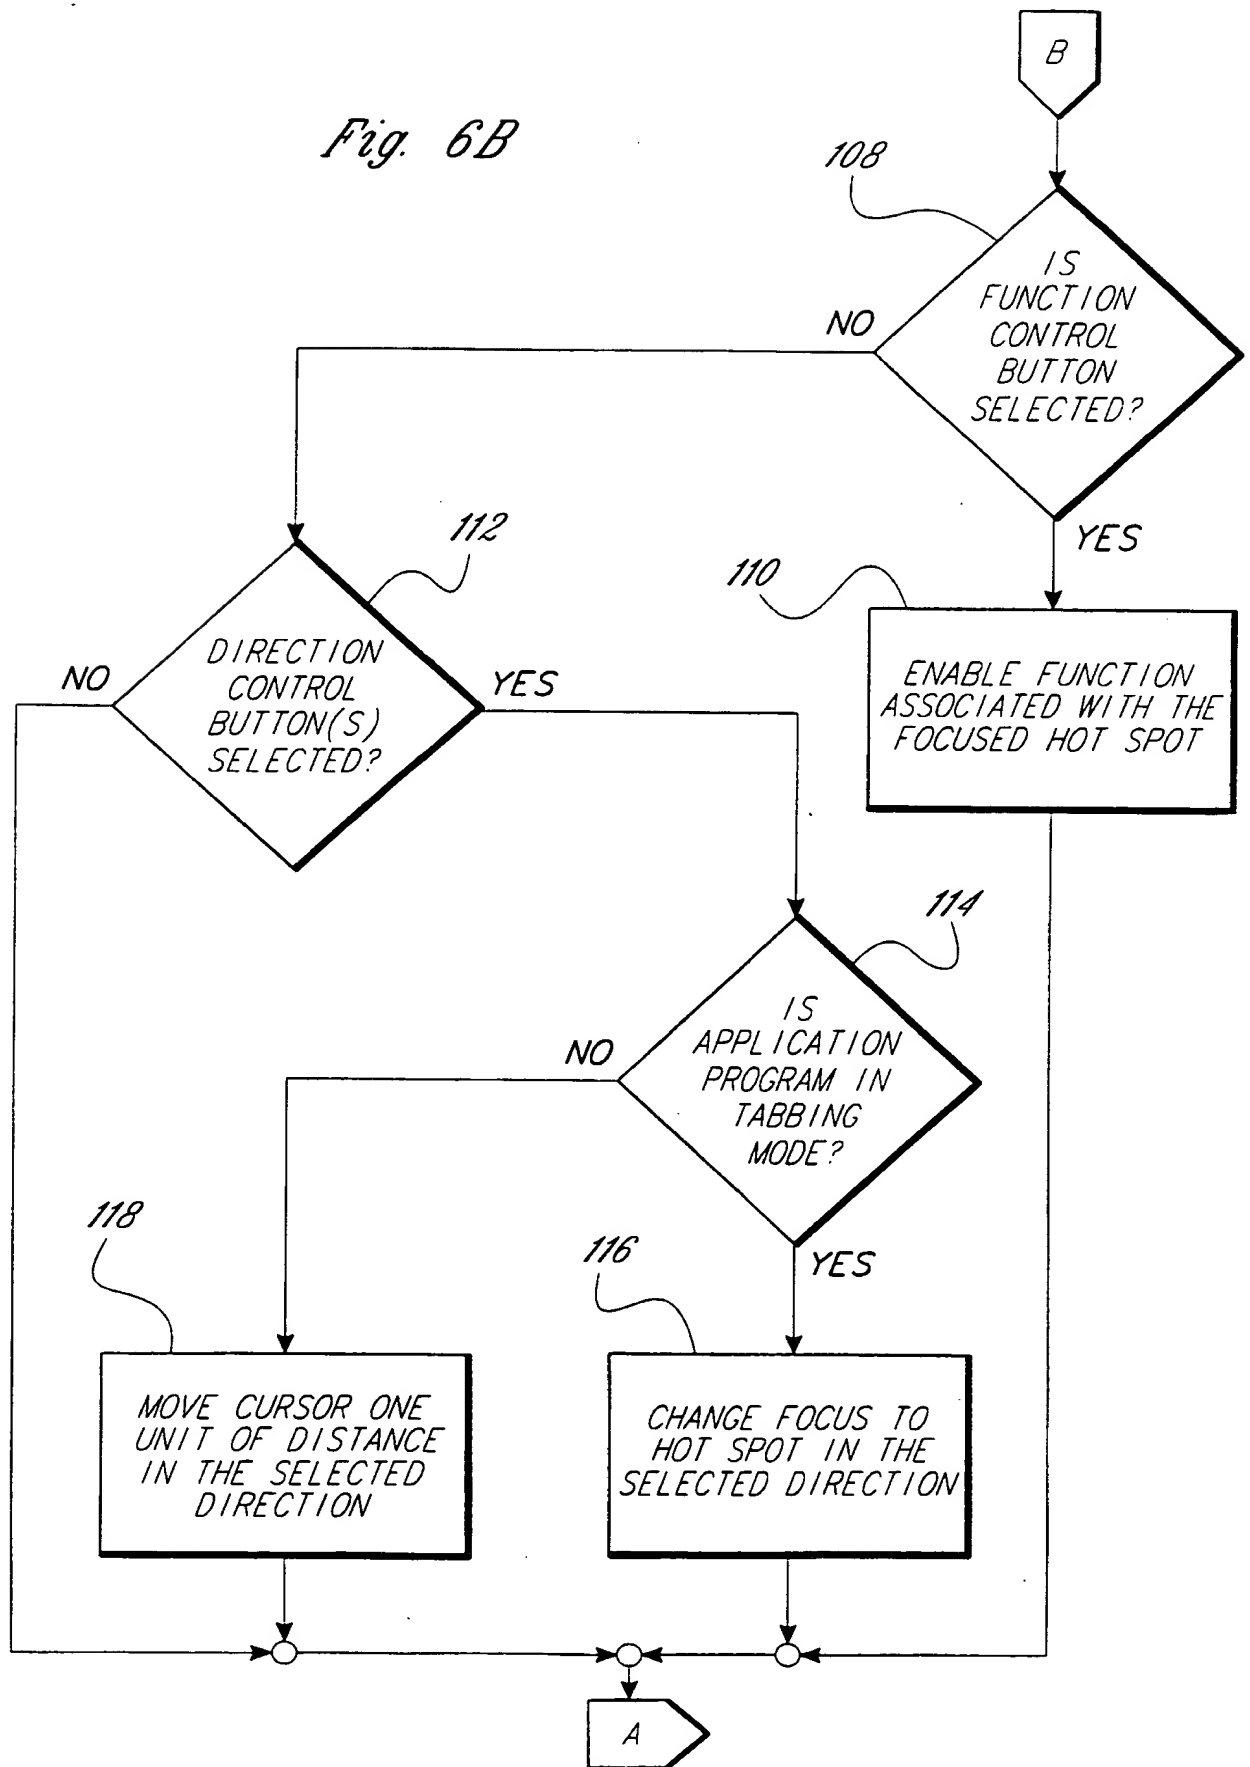 B
Fig. 6B
108
IS
FUNCTION
CONTROL
BUTTON
SELECTED?
NO
YES
112
110
DIRECTION
CONTROL
BUTTON(S)
SELECTED?
NO
YES
ENABLE FUNCTION
ASSOCIATED WITH THE
FOCUSED HOT SPOT
114
IS
APPLICATION
PROGRAM IN
TABBING
MODE?
NO
YES
118
116
MOVE CURSOR ONE
UNIT OF DISTANCE
IN THE SELECTED
DIRECTION
CHANGE FOCUS TO
HOT SPOT IN THE
SELECTED DIRECTION
A